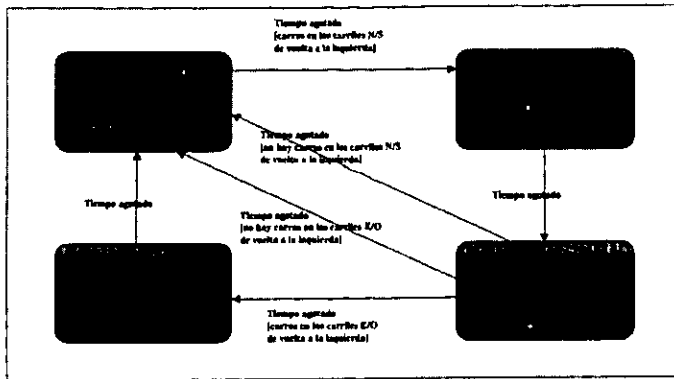 Tiempo agotado
[carros en los carriles N/S
de vuelta a la izquierda]
Tiempo agotado
[no hay carros en los carriles N/S
de vuelta a la izquierda]
Tiempo agotado
Tiempo agotado
Tiempo agotado
[no hay carros en los carriles E/O
de vuelta a la izquierda]
Tiempo agotado
[carros en los carriles E/O
de vuelta a la izquierda]